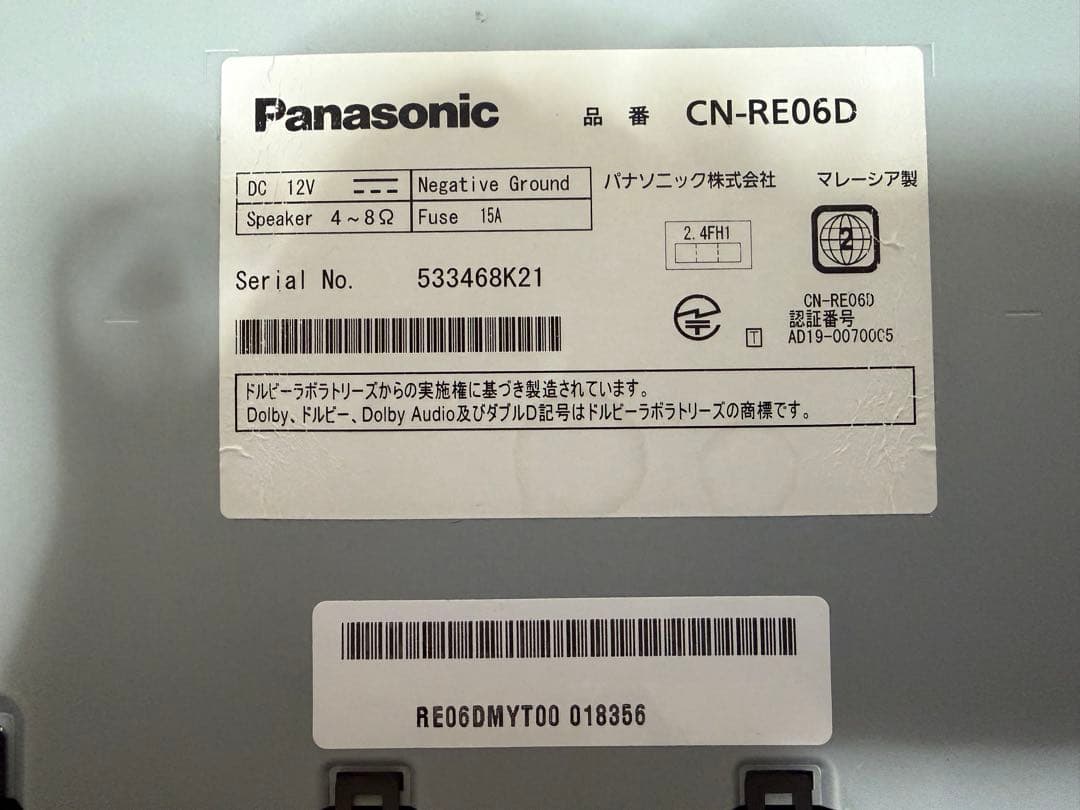 Panasonic 品番 CN-RE06D
DC 12V Negative Ground
Speaker 4~8Ω Fuse 15A
パナソニック株式会社 マレーシア製
2.4FH1
2
Serial No. 533468K21
CN-RE06D
認証番号
T AD19-0070005
ドルビーラボラトリーズからの実施権に基づき製造されています。
Dolby、ドルビー、Dolby Audio及びダブルD記号はドルビーラボラトリーズの商標です。
RE06DMYT00 018356